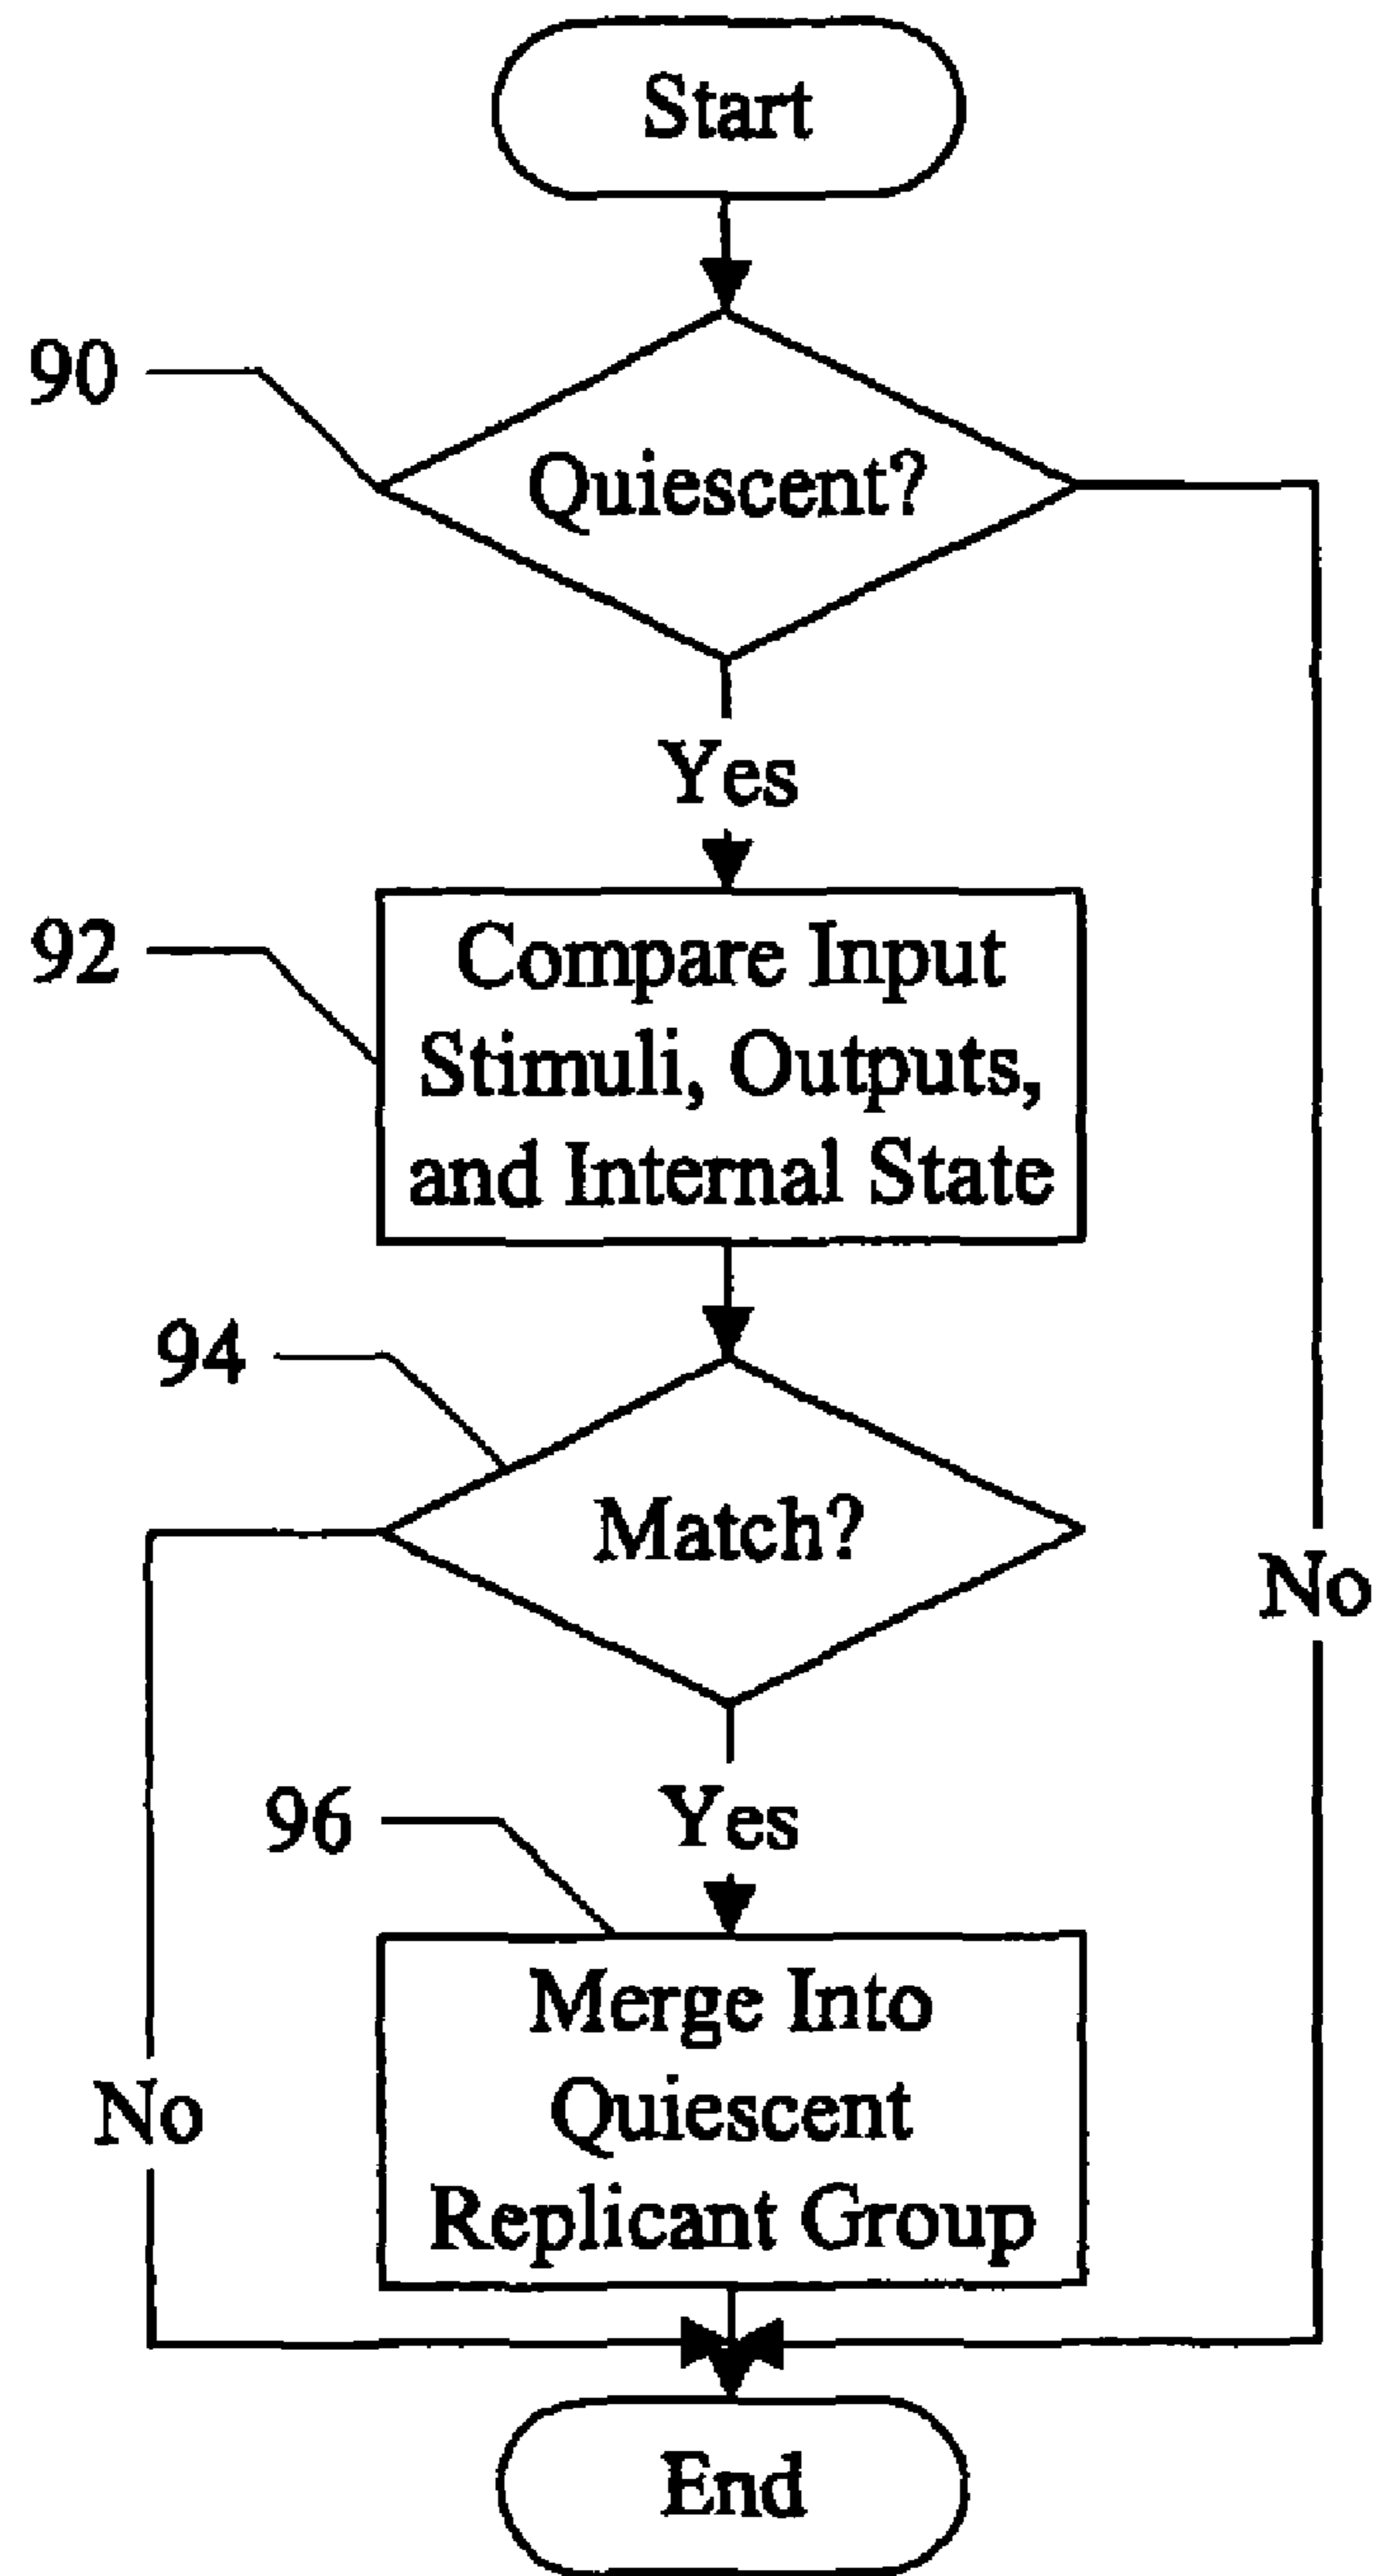 Start
90
Quiescent?
Yes
92
Compare Input
Stimuli, Outputs,
and Internal State
94
Match?
No
96
Yes
Merge Into
Quiescent
Replicant Group
No
End